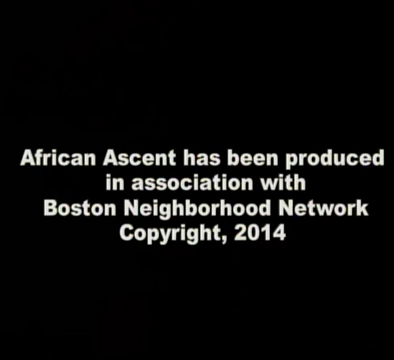 African Ascent has been produced
in association with
Boston Neighborhood Network
Copyright, 2014